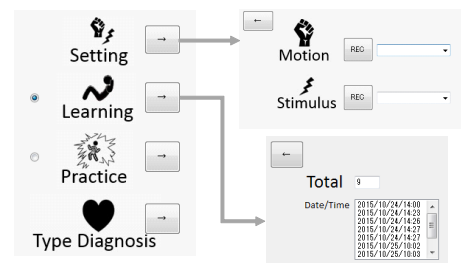 Setting
→
Learning
→
Practice
→
Type Diagnosis
→
←
Motion
REC
Stimulus
REC
←
Total
9
Date/Time
2015/10/24/14:00
2015/10/24/14:23
2015/10/24/14:26
2015/10/24/14:27
2015/10/24/14:27
2015/10/25/10:02
2015/10/25/10:03